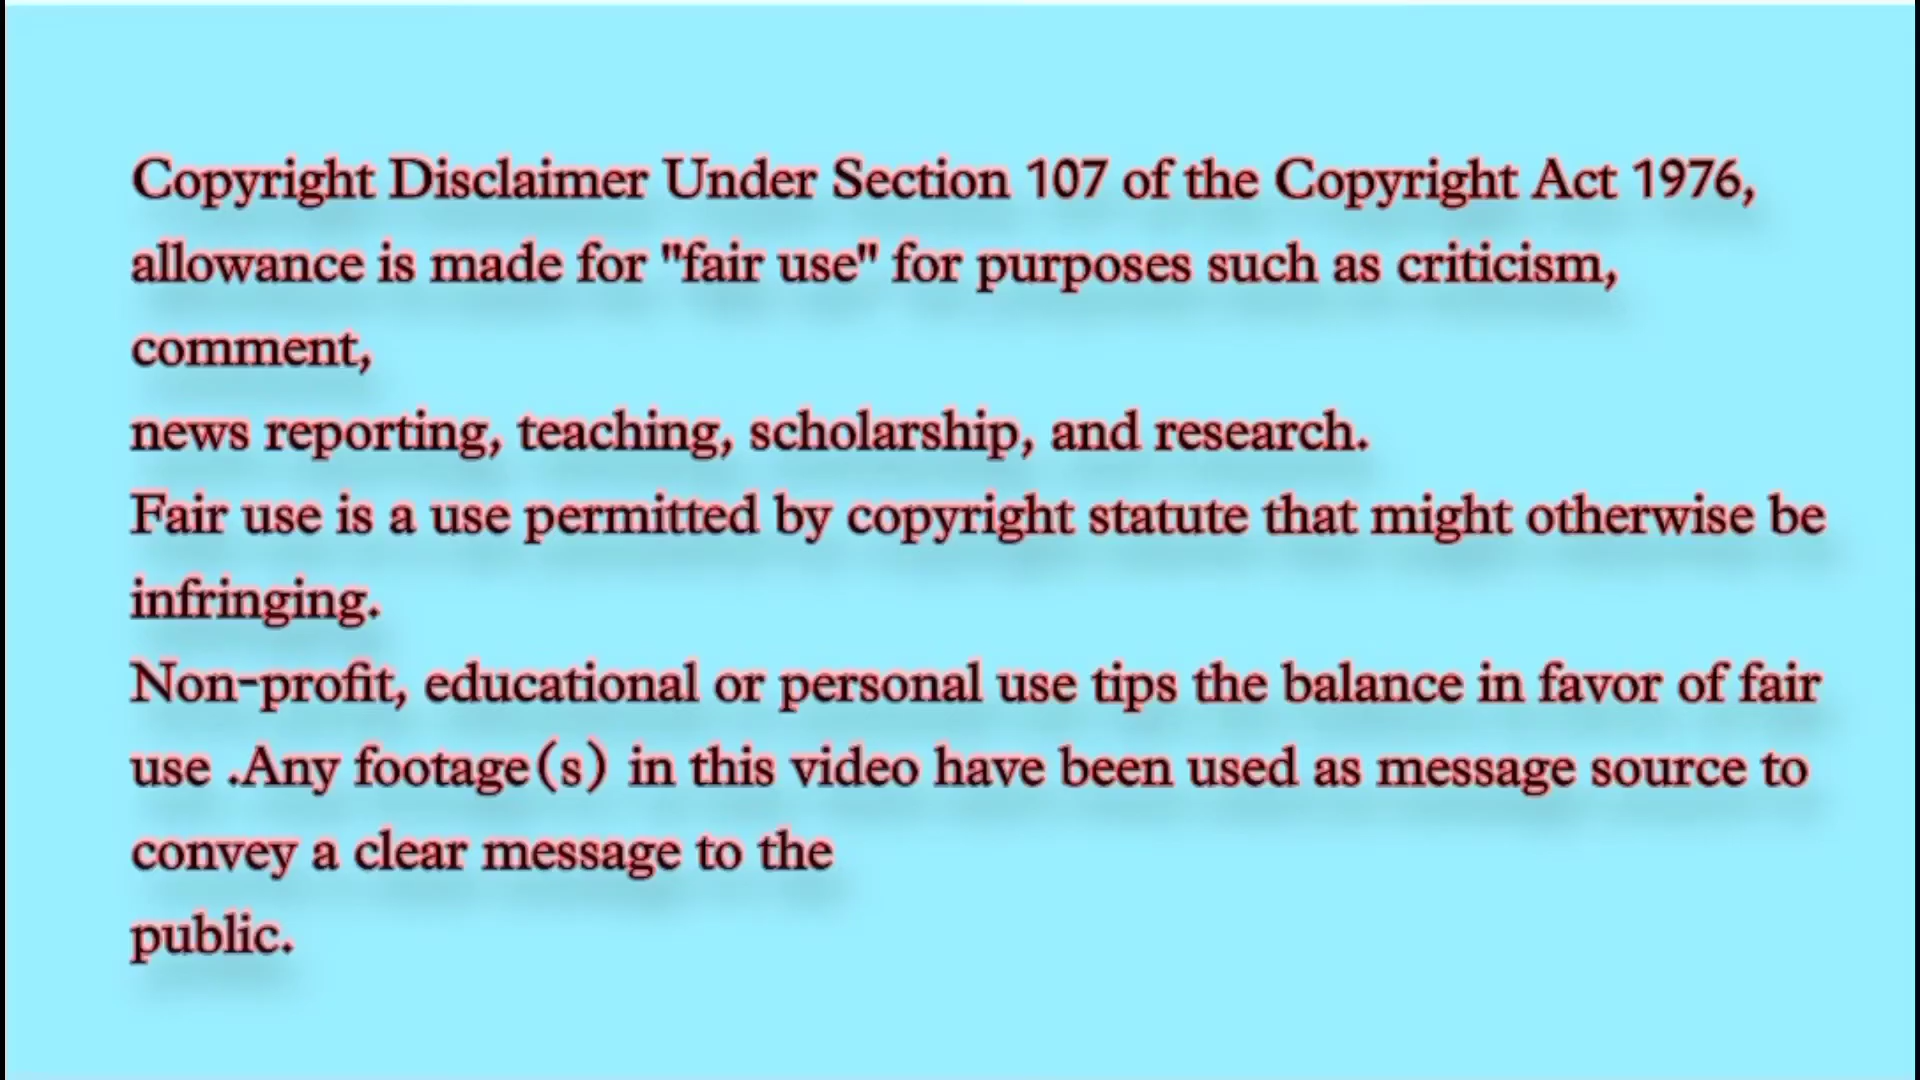 Copyright Disclaimer Under Section 107 of the Copyright Act 1976,
allowance is made for "fair use" for purposes such as criticism,
comment,
news reporting, teaching, scholarship, and research.
Fair use is a use permitted by copyright statute that might otherwise be
infringing.
Non-profit, educational or personal use tips the balance in favor of fair
use .Any footage(s) in this video have been used as message source to
convey a clear message to the
public.